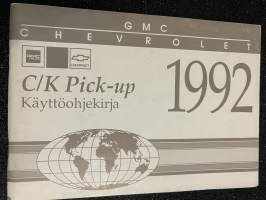 GMC
CHEVROLET
C/K Pick-up
Käyttöohjekirja
1992